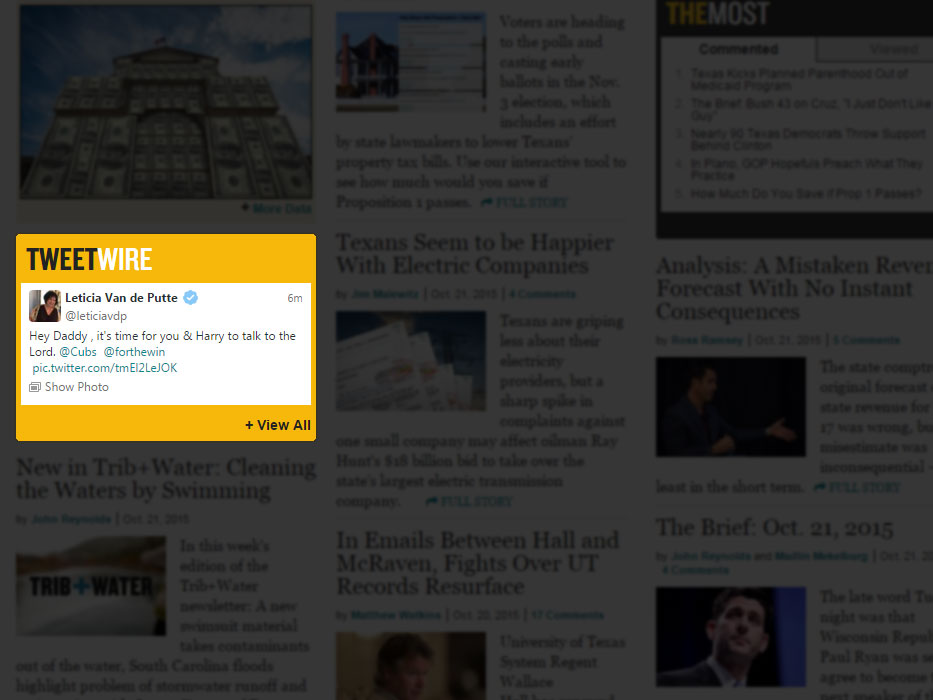 + More Data
TWEETWIRE
Leticia Van de Putte
6m
@leticiavdp
Hey Daddy , it's time for you & Harry to talk to the
Lord. @Cubs @forthewin
pic.twitter.com/tmEI2LeJOK
Show Photo
+ View All
New in Trib+Water: Cleaning
the Waters by Swimming
by John Reynolds | Oct. 21, 2015
TRIB+WATER
In this week's
edition of the
Trib+Water
newsletter: A new
swimsuit material
takes contaminants
out of the water, South Carolina floods
highlight problem of stormwater runoff and
Voters are heading
to the polls and
casting early
ballots in the Nov.
3 election, which
includes an effort
by state lawmakers to lower Texans'
property tax bills. Use our interactive tool to
see how much would you save if
Proposition 1 passes. FULL STORY
Texans Seem to be Happier
With Electric Companies
by Jim Malewitz | Oct. 21, 2015 | 4 Comments
Texans are griping
less about their
electricity
providers, but a
sharp spike in
complaints against
one small company may affect oilman Ray
Hunt's $18 billion bid to take over the
state's largest electric transmission
company. FULL STORY
In Emails Between Hall and
McRaven, Fights Over UT
Records Resurface
by Matthew Watkins | Oct. 20, 2015 | 17 Comments
University of Texas
System Regent
Wallace
THEMOST
Commented
Viewed
1. Texas Kicks Planned Parenthood Out of
Medicaid Program
2. The Brief: Bush 43 on Cruz, "I Just Don't Like
Guy"
3. Nearly 90 Texas Democrats Throw Support
Behind Clinton
4. In Plano, GOP Hopefuls Preach What They
Practice
5. How Much Do You Save if Prop 1 Passes?
Analysis: A Mistaken Reven
Forecast With No Instant
Consequences
by Ross Ramsey | Oct. 21, 2015 | 5 Comments
The state comptr
original forecast
state revenue for
17 was wrong, bu
misestimate was
inconsequential
least in the short term. FULL STORY
The Brief: Oct. 21, 2015
by John Reynolds and Maitlin Mekelburg | Oct. 21, 20
4 Comments
The late word Tu
night was that
Wisconsin Repub
Paul Ryan was se
agree to become
next speaker of t